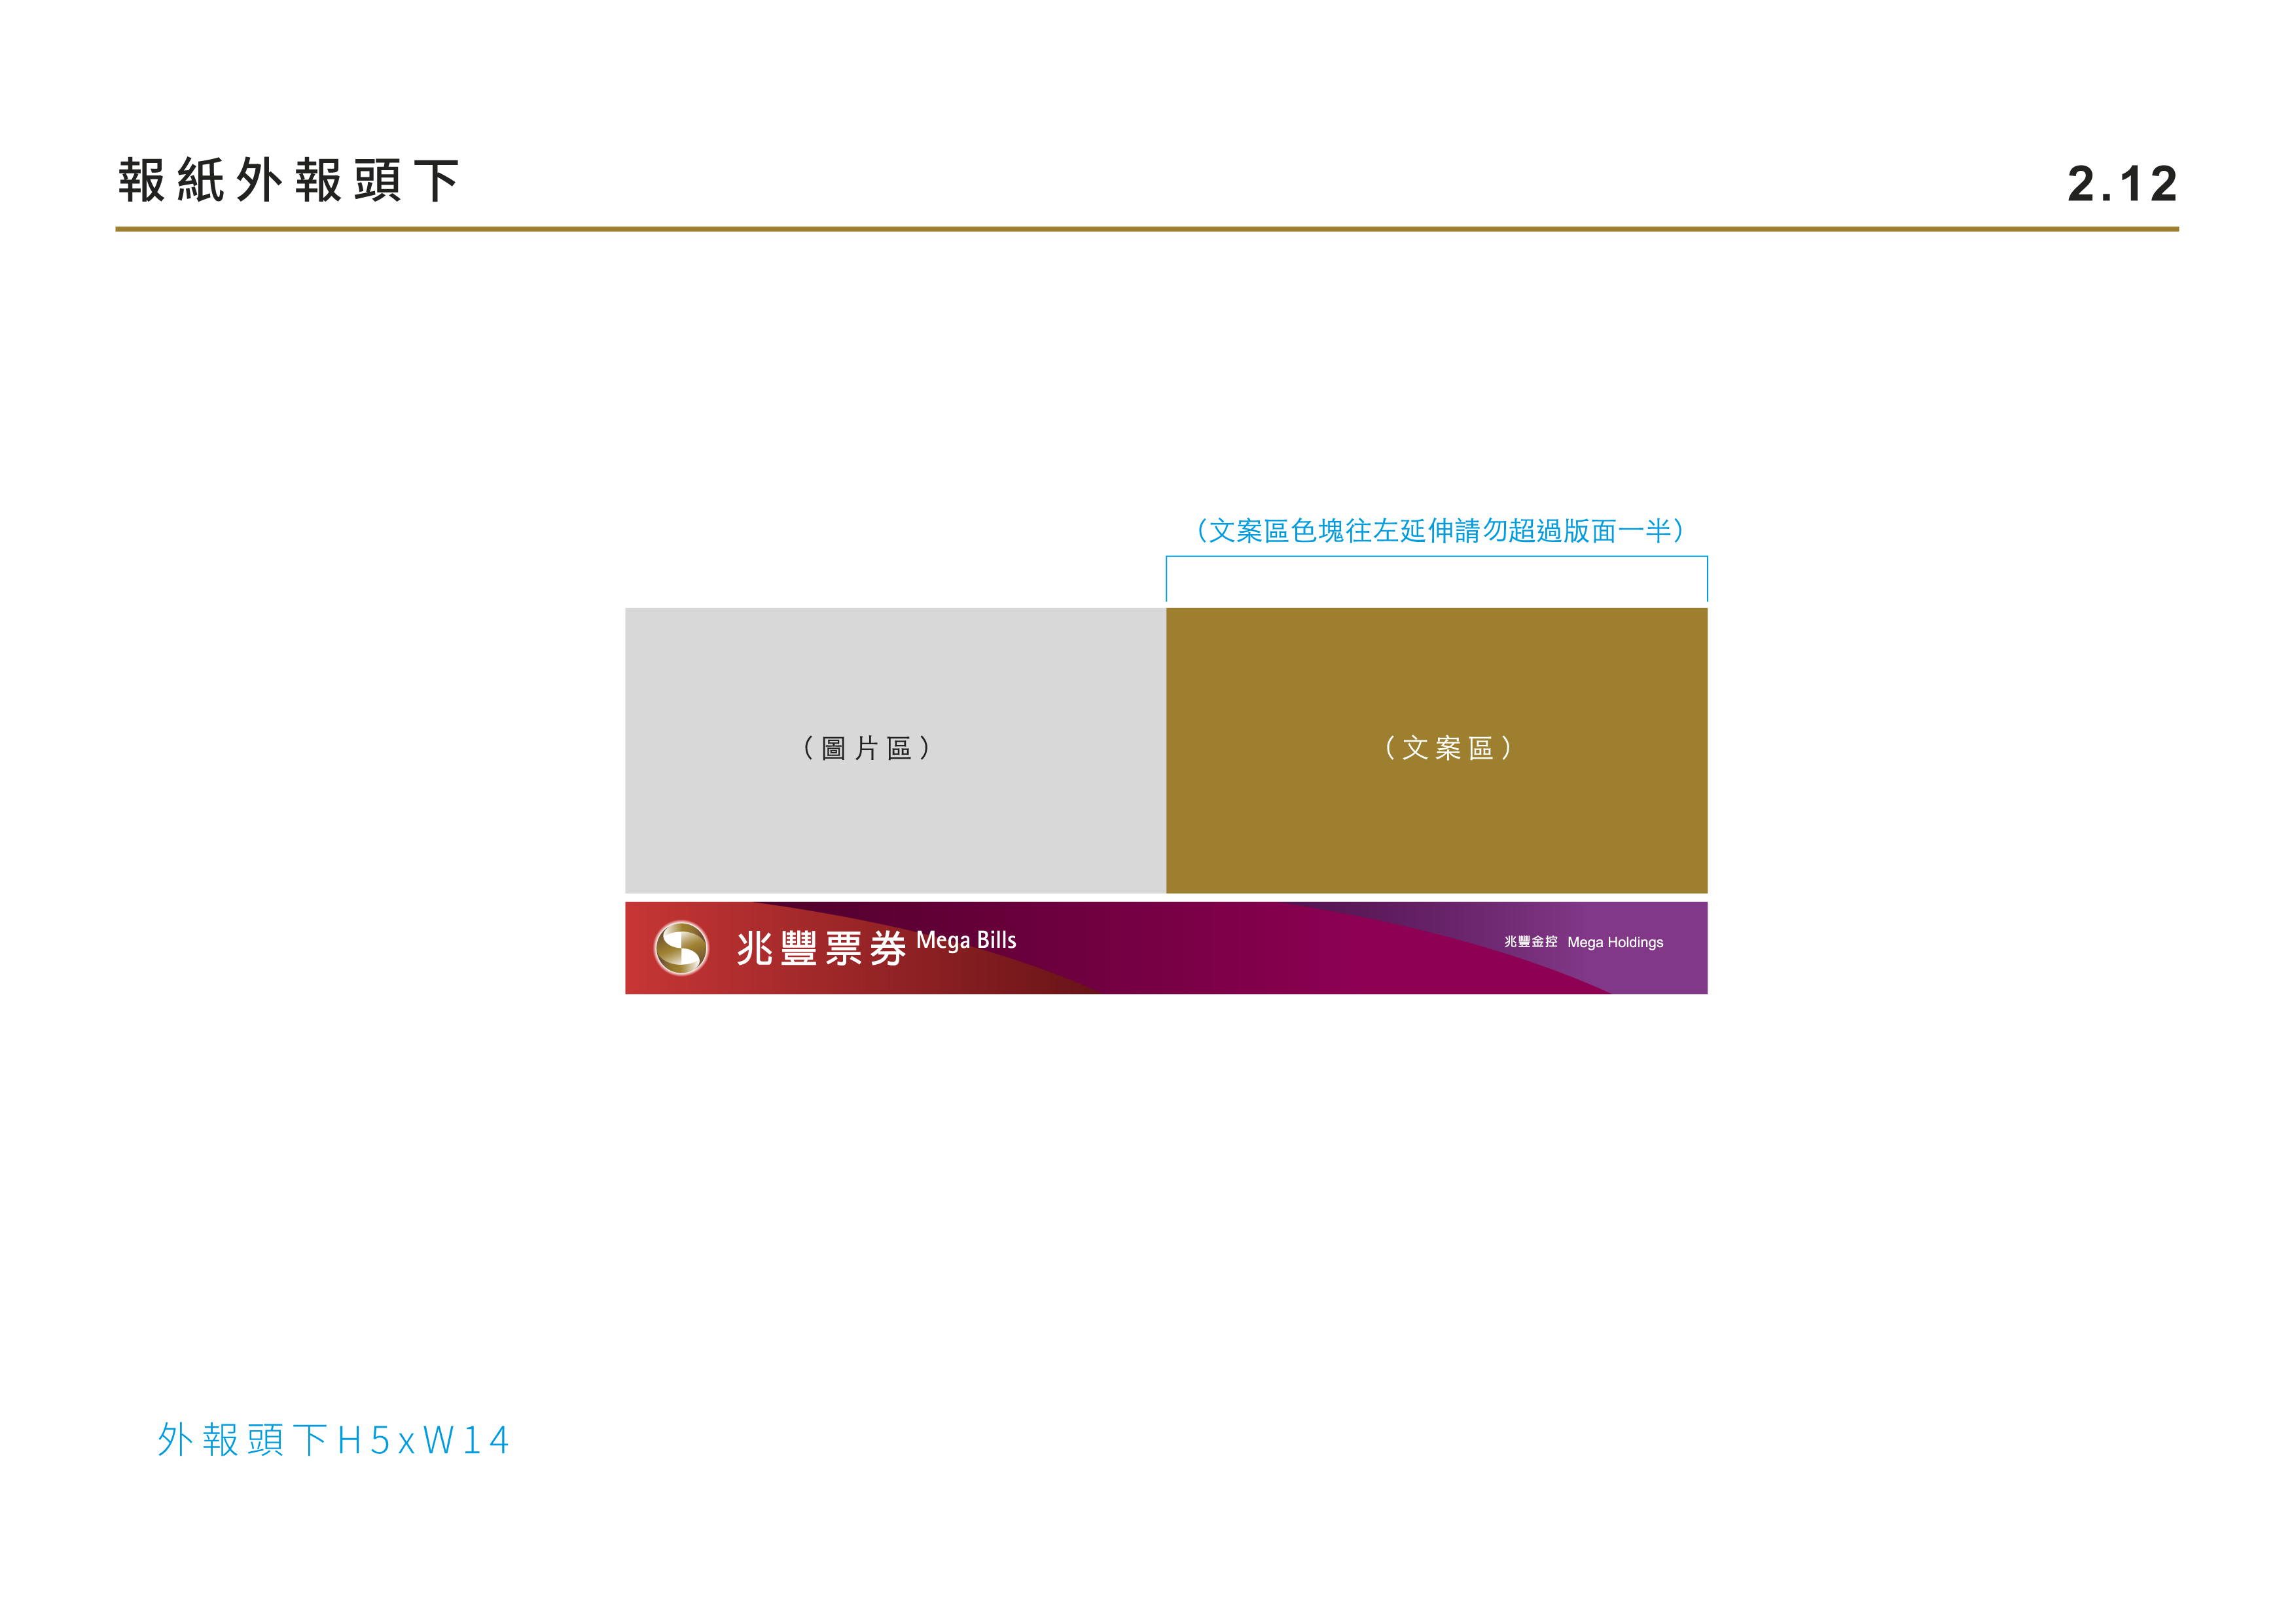 報紙外報頭下
2.12
（文案區色塊往左延伸請勿超過版面一半）
（圖片區）
（文案區）
兆豐票券 Mega Bills
兆豐金控 Mega Holdings
外報頭下H5xW14